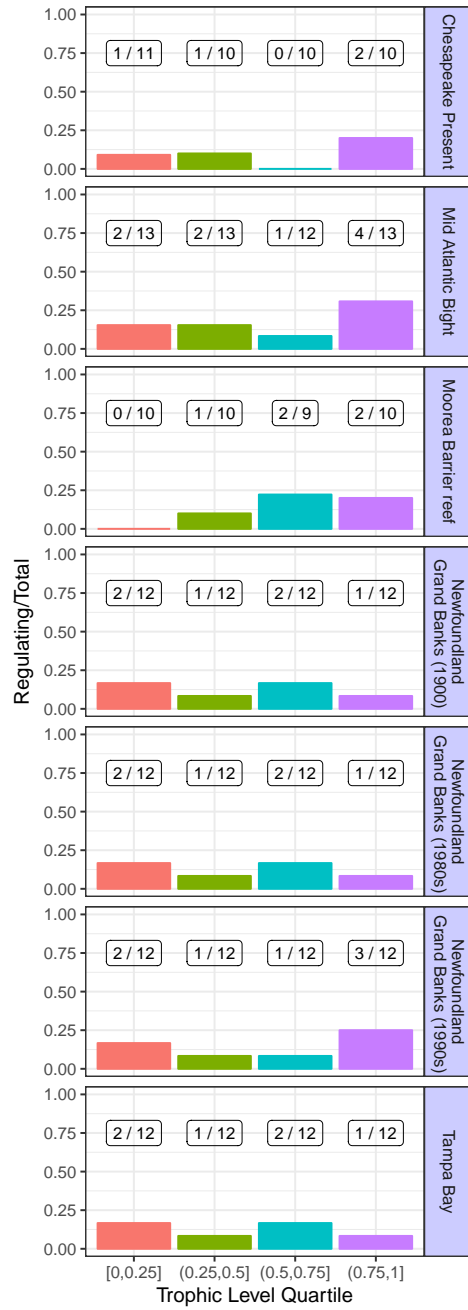 1.00
0.75
0.50
0.25
0.00
1 / 11
1 / 10
0 / 10
2 / 10
Chesapeake Present
1.00
0.75
0.50
0.25
0.00
2 / 13
2 / 13
1 / 12
4 / 13
Mid Atlantic Bight
1.00
0.75
0.50
0.25
0.00
0 / 10
1 / 10
2 / 9
2 / 10
Moorea Barrier reef
Regulating/Total
1.00
0.75
0.50
0.25
0.00
2 / 12
1 / 12
2 / 12
1 / 12
Newfoundland
Grand Banks (1900)
1.00
0.75
0.50
0.25
0.00
2 / 12
1 / 12
2 / 12
1 / 12
Newfoundland
Grand Banks (1980s)
1.00
0.75
0.50
0.25
0.00
2 / 12
1 / 12
1 / 12
3 / 12
Newfoundland
Grand Banks (1990s)
1.00
0.75
0.50
0.25
0.00
2 / 12
1 / 12
2 / 12
1 / 12
Tampa Bay
[0,0.25]
(0.25,0.5]
(0.5,0.75]
(0.75,1]
Trophic Level Quartile